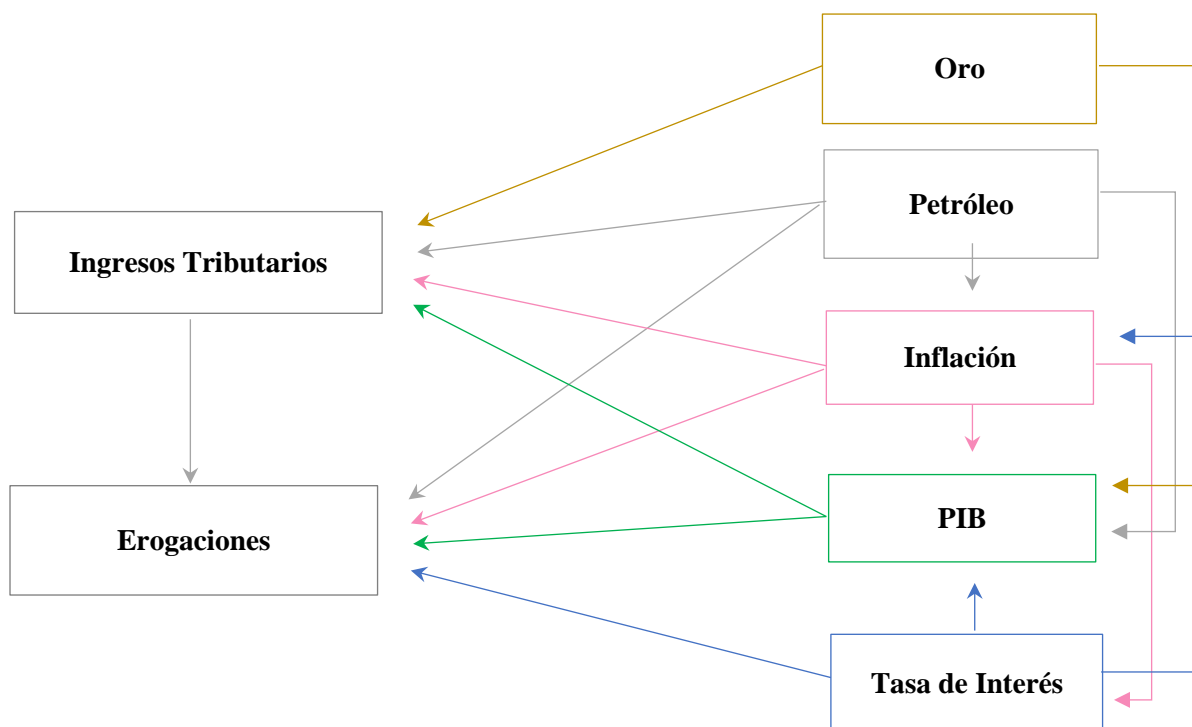 Oro
Petróleo
Ingresos Tributarios
Inflación
PIB
Erogaciones
Tasa de Interés